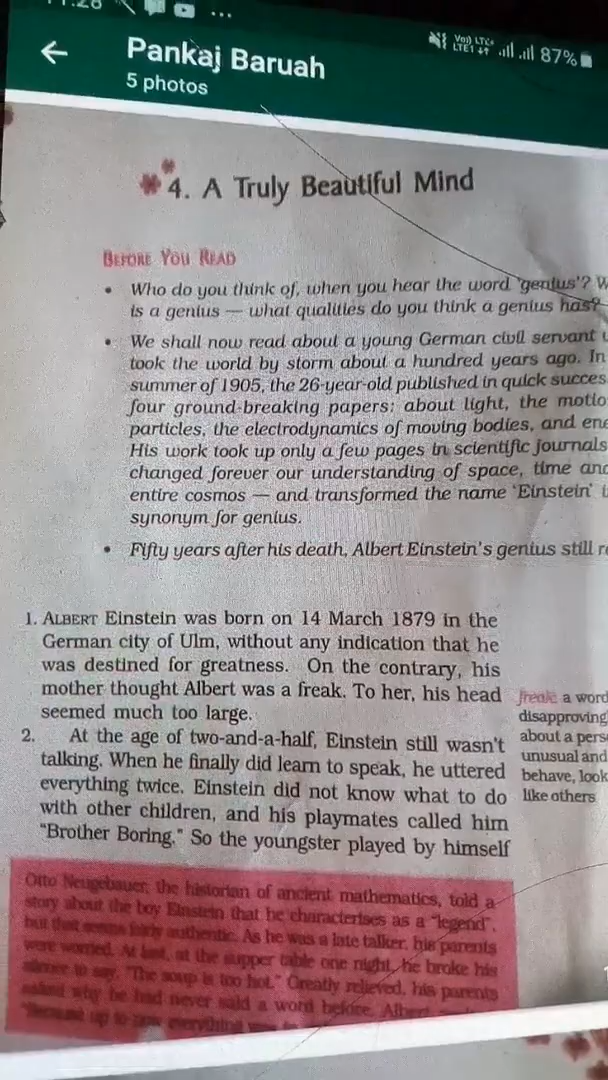 11:28
Vo) LTE
LTE1 87%
Pankaj Baruah
5 photos
4. A Truly Beautiful Mind
BEFORE YOU READ
• Who do you think of, when you hear the word 'genius'? W
is a genius — what qualities do you think a genius has?
• We shall now read about a young German civil servant
took the world by storm about a hundred years ago. In
summer of 1905, the 26-year-old published in quick succes
four ground-breaking papers: about light, the motio
particles, the electrodynamics of moving bodies, and ene
His work took up only a few pages in scientific journals
changed forever our understanding of space, time and
entire cosmos — and transformed the name 'Einstein' i
synonym for genius.
• Fifty years after his death, Albert Einstein's genius still re
1. ALBERT Einstein was born on 14 March 1879 in the
German city of Ulm, without any indication that he
was destined for greatness. On the contrary, his
mother thought Albert was a freak. To her, his head
seemed much too large.
freak: a word
disapproving
about a pers
unusual and
behave, look
like others
2. At the age of two-and-a-half, Einstein still wasn't
talking. When he finally did learn to speak, he uttered
everything twice. Einstein did not know what to do
with other children, and his playmates called him
"Brother Boring." So the youngster played by himself
Otto Neugebauer, the historian of ancient mathematics, told a
story about the boy Einstein that he characterises as a "legend",
but that seems fairly authentic. As he was a late talker, his parents
were worried. At last, at the supper table one night, he broke his
silence to say, "The soup is too hot." Greatly relieved, his parents
asked why he had never said a word before. Albert
"Because up to now everything was